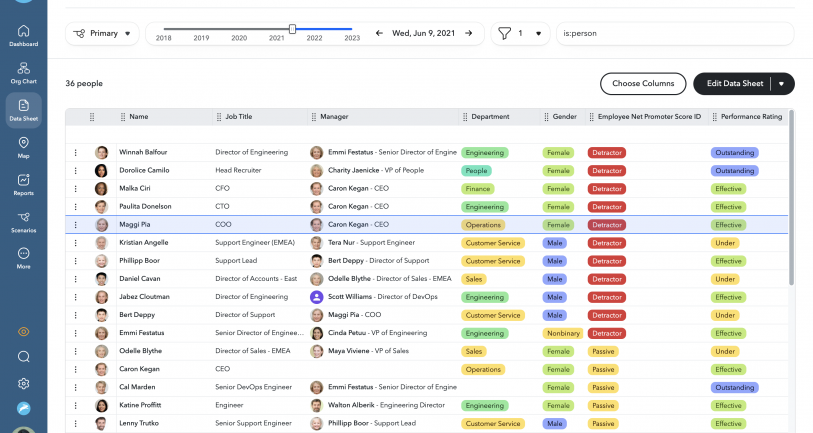 Primary
2018 2019 2020 2021 2022 2023
Wed, Jun 9, 2021
1
is:person
Dashboard
Org Chart
Data Sheet
Map
Reports
Scenarios
More
36 people
Choose Columns
Edit Data Sheet
Name Job Title Manager Department Gender Employee Net Promoter Score ID Performance Rating
Winnah Balfour Director of Engineering Emmi Festatus - Senior Director of Engine Engineering Female Detractor Outstanding
Dorolice Camilo Head Recruiter Charity Jaenicke - VP of People People Female Detractor Outstanding
Malka Ciri CFO Caron Kegan - CEO Finance Female Detractor Effective
Paulita Donelson CTO Caron Kegan - CEO Engineering Female Detractor Effective
Maggi Pia COO Caron Kegan - CEO Operations Female Detractor Effective
Kristian Angelle Support Engineer (EMEA) Tera Nur - Support Engineer Customer Service Male Detractor Under
Phillipp Boor Support Lead Bert Deppy - Director of Support Customer Service Male Detractor Effective
Daniel Cavan Director of Accounts - East Odelle Blythe - Director of Sales - EMEA Sales Male Detractor Under
Jabez Cloutman Director of Engineering Scott Williams - Director of DevOps Engineering Male Detractor Effective
Bert Deppy Director of Support Maggi Pia - COO Customer Service Male Detractor Effective
Emmi Festatus Senior Director of Enginee... Cinda Petuu - VP of Engineering Engineering Nonbinary Detractor Effective
Odelle Blythe Director of Sales - EMEA Maya Viviene - VP of Sales Sales Female Passive Under
Caron Kegan CEO Operations Female Passive Effective
Cal Marden Senior DevOps Engineer Emmi Festatus - Senior Director of Engine Female Passive Outstanding
Katine Proffitt Engineer Walton Alberik - Engineering Director Engineering Female Passive Effective
Lenny Trutko Senior Support Engineer Phillipp Boor - Support Lead Customer Service Female Passive Effective